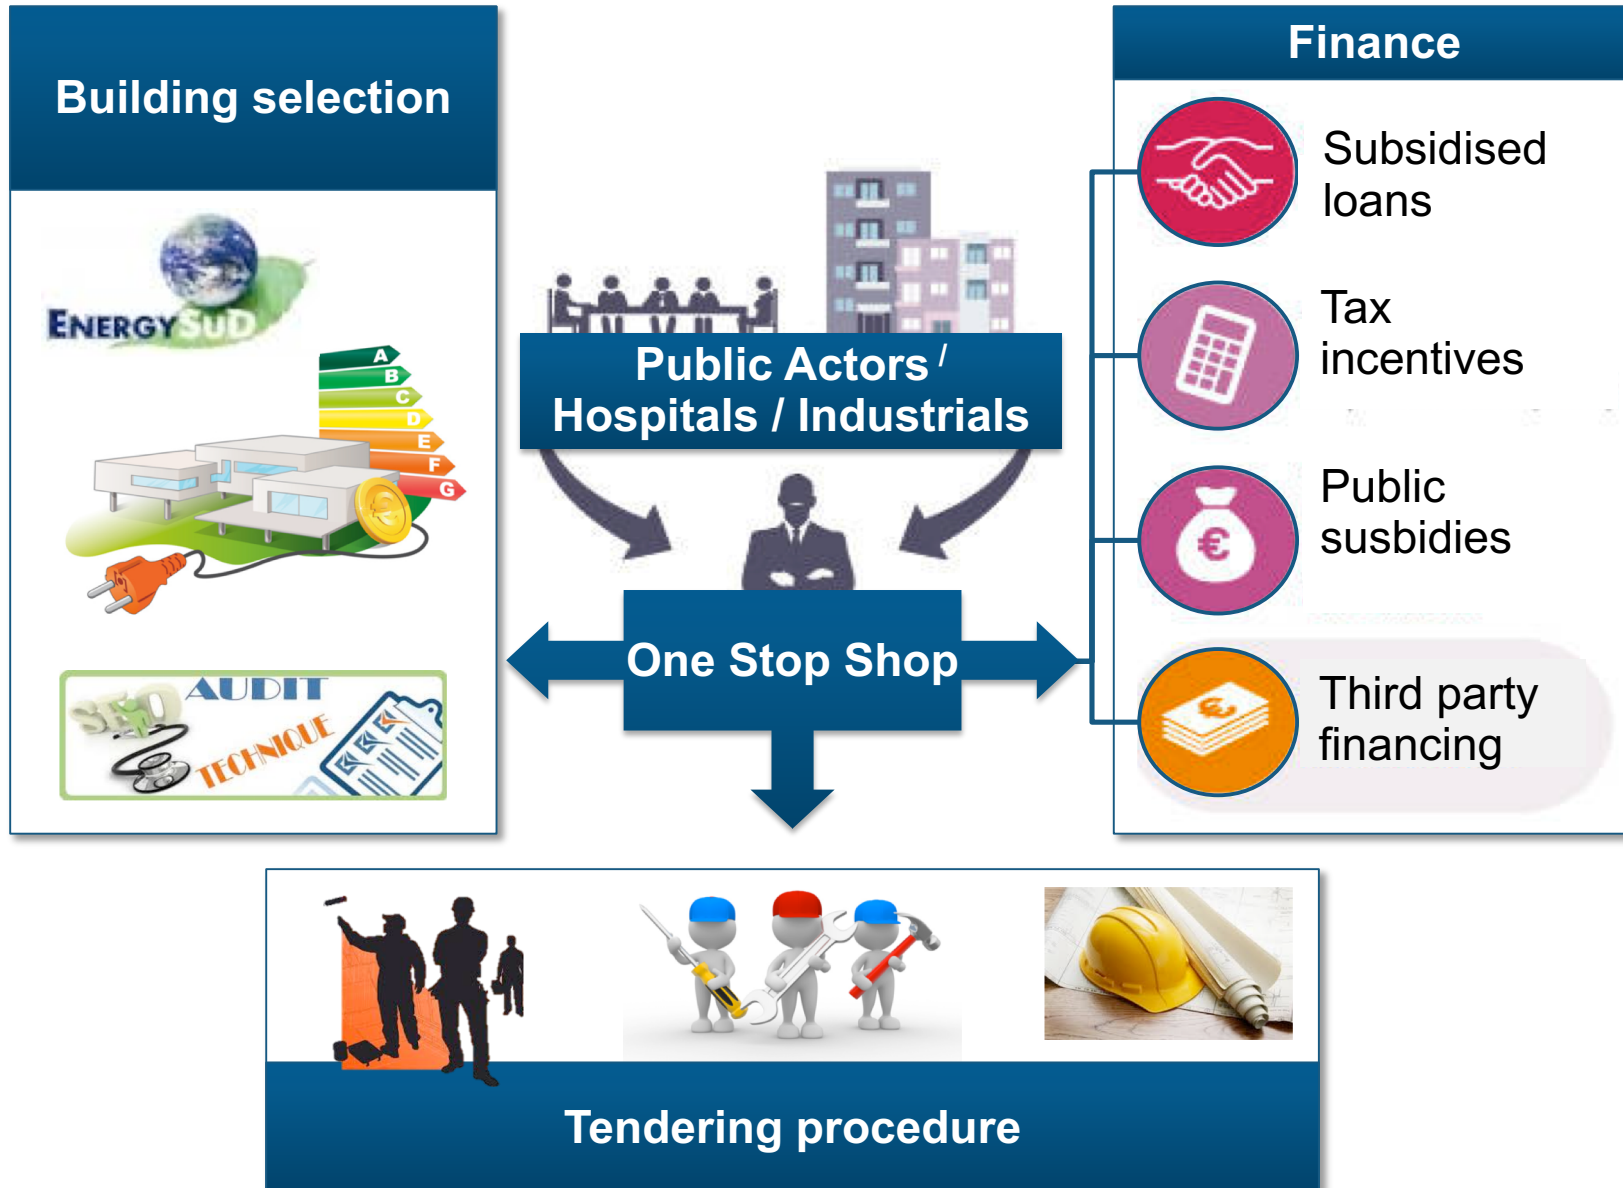 Building selection
ENERGYSUD
A
B
C
D
E
F
G
€
SEO
AUDIT
TECHNIQUE
Public Actors /
Hospitals / Industrials
One Stop Shop
Finance
Subsidised
loans
Tax
incentives
€
Public
susbidies
€
Third party
financing
Tendering procedure